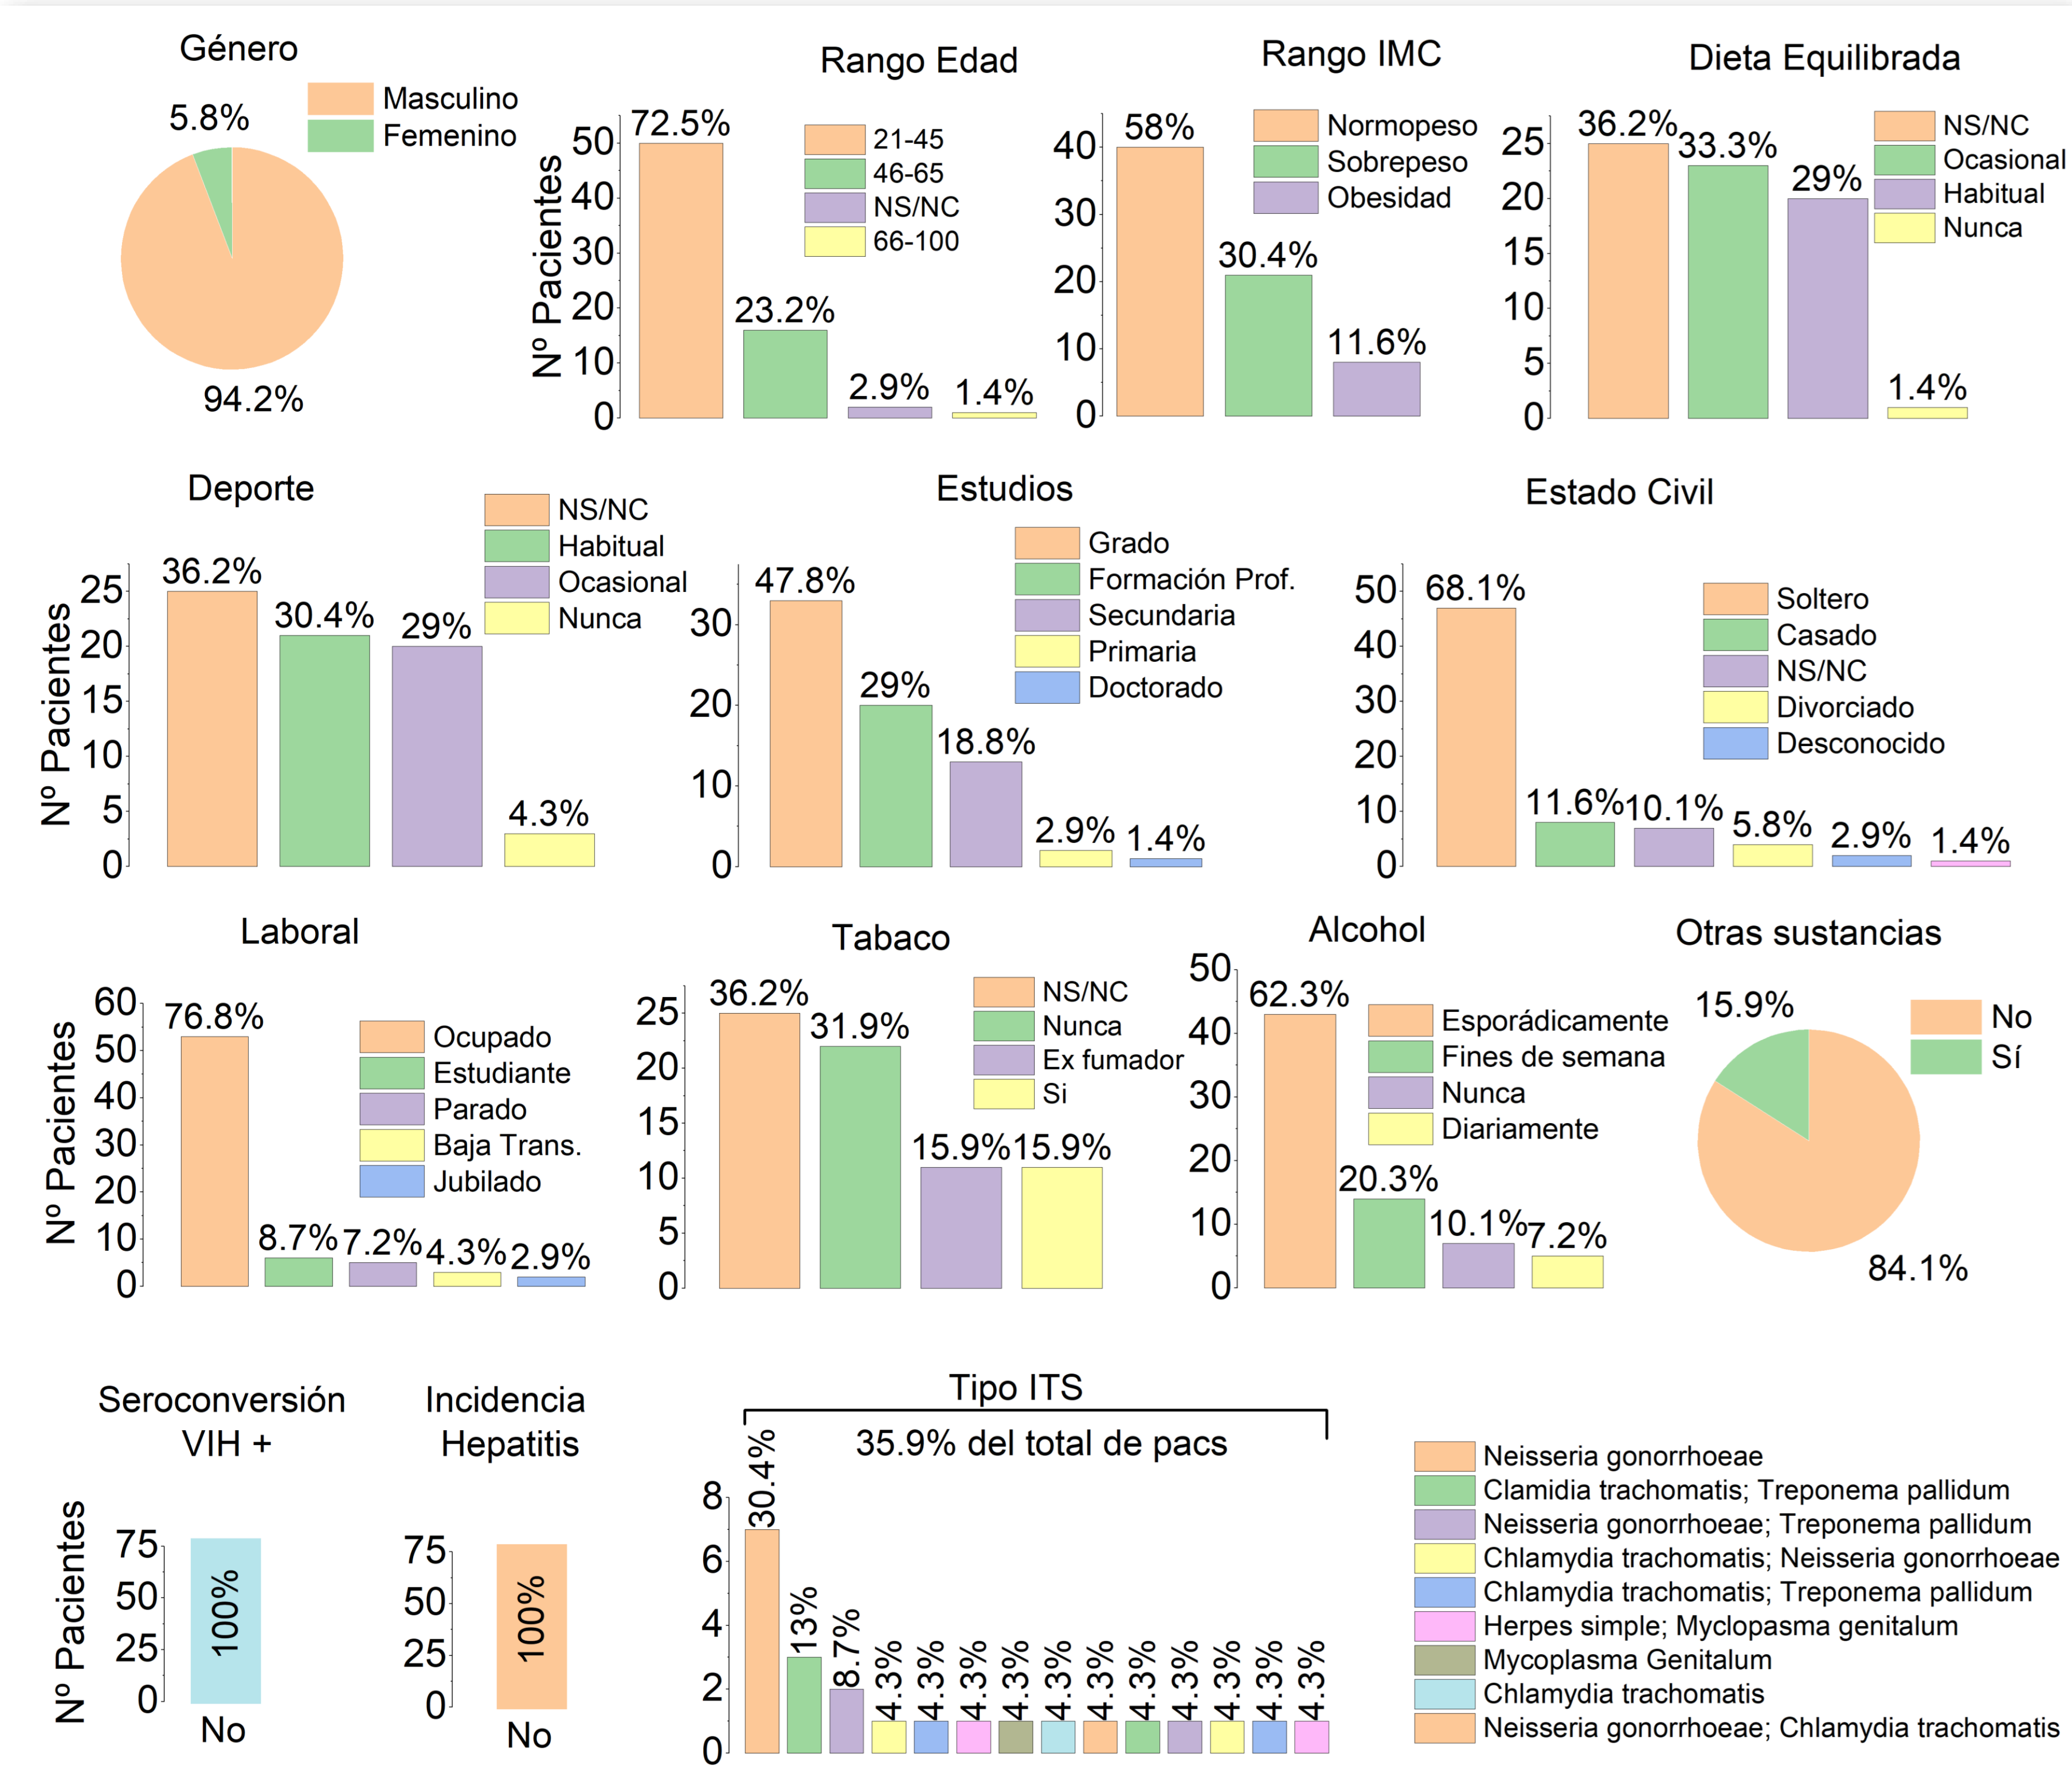 Género
5.8%
Masculino
Femenino
94.2%
Rango Edad
Nº Pacientes
50
40
30
20
10
0
72.5%
23.2%
2.9%
1.4%
21-45
46-65
NS/NC
66-100
Rango IMC
40
30
20
10
0
58%
30.4%
11.6%
Normopeso
Sobrepeso
Obesidad
Dieta Equilibrada
25
20
15
10
5
0
36.2%
33.3%
29%
1.4%
NS/NC
Ocasional
Habitual
Nunca
Deporte
Nº Pacientes
25
20
15
10
5
0
36.2%
30.4%
29%
4.3%
NS/NC
Habitual
Ocasional
Nunca
Estudios
30
20
10
0
47.8%
29%
18.8%
2.9%
1.4%
Grado
Formación Prof.
Secundaria
Primaria
Doctorado
Estado Civil
50
40
30
20
10
0
68.1%
11.6%
10.1%
5.8%
2.9%
1.4%
Soltero
Casado
NS/NC
Divorciado
Desconocido
Laboral
Nº Pacientes
60
50
40
30
20
10
0
76.8%
8.7%
7.2%
4.3%
2.9%
Ocupado
Estudiante
Parado
Baja Trans.
Jubilado
Tabaco
25
20
15
10
5
0
36.2%
31.9%
15.9%
15.9%
NS/NC
Nunca
Ex fumador
Si
Alcohol
50
40
30
20
10
0
62.3%
20.3%
10.1%
7.2%
Esporádicamente
Fines de semana
Nunca
Diariamente
Otras sustancias
15.9%
No
Sí
84.1%
Seroconversión
VIH +
Nº Pacientes
75
50
25
0
100%
No
Incidencia
Hepatitis
75
50
25
0
100%
No
Tipo ITS
35.9% del total de pacs
8
6
4
2
0
30.4%
13%
8.7%
4.3%
4.3%
4.3%
4.3%
4.3%
4.3%
4.3%
4.3%
4.3%
4.3%
4.3%
Neisseria gonorrhoeae
Clamidia trachomatis; Treponema pallidum
Neisseria gonorrhoeae; Treponema pallidum
Chlamydia trachomatis; Neisseria gonorrhoeae
Chlamydia trachomatis; Treponema pallidum
Herpes simple; Myclopasma genitalum
Mycoplasma Genitalum
Chlamydia trachomatis
Neisseria gonorrhoeae; Chlamydia trachomatis